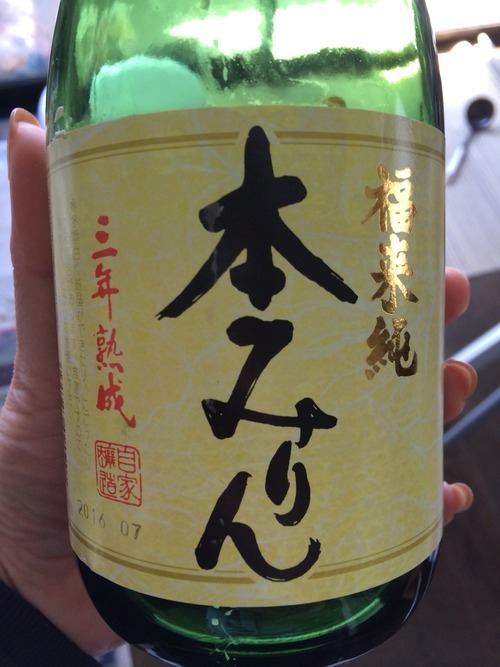 福来純
本みりん
三年熟成
自家
醸造
2016 07